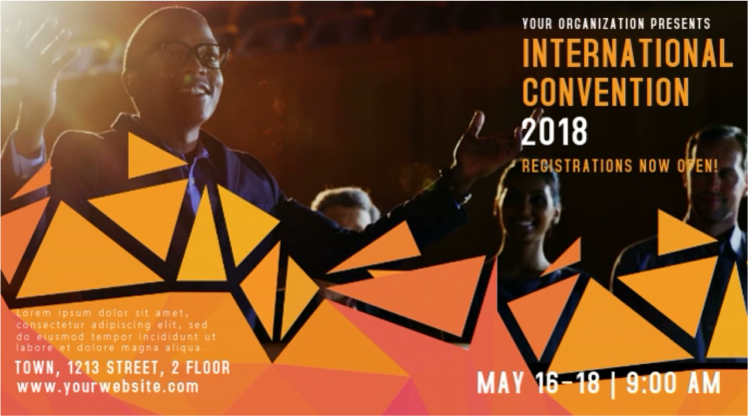 YOUR ORGANIZATION PRESENTS
INTERNATIONAL
CONVENTION
2018
REGISTRATIONS NOW OPEN!
Lorem ipsum dolor sit amet,
consectetur adipiscing elit, sed
do eiusmod tempor incididunt ut
labore et dolore magna aliqua.
TOWN, 1213 STREET, 2 FLOOR
www.yourwebsite.com
MAY 16-18 | 9:00 AM